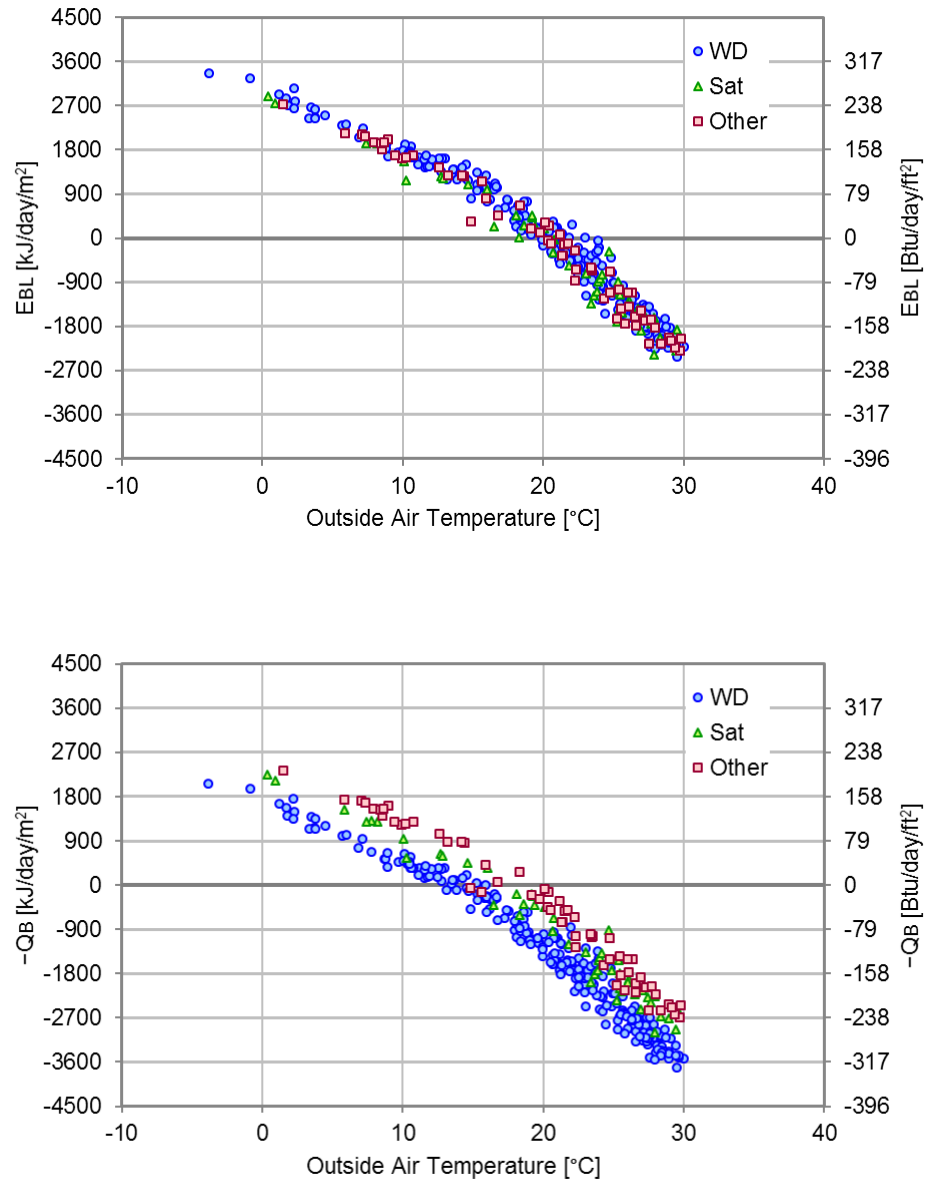 4500
3600 317
2700 238
1800 158
900 79
0 0
-900 -79
-1800 -158
-2700 -238
-3600 -317
-4500 -396
-10 0 10 20 30 40
WD
Sat
Other
EBL [kJ/day/m²]
EBL [Btu/day/ft²]
Outside Air Temperature [°C]
4500
3600 317
2700 238
1800 158
900 79
0 0
-900 -79
-1800 -158
-2700 -238
-3600 -317
-4500 -396
-10 0 10 20 30 40
WD
Sat
Other
−QB [kJ/day/m²]
−QB [Btu/day/ft²]
Outside Air Temperature [°C]